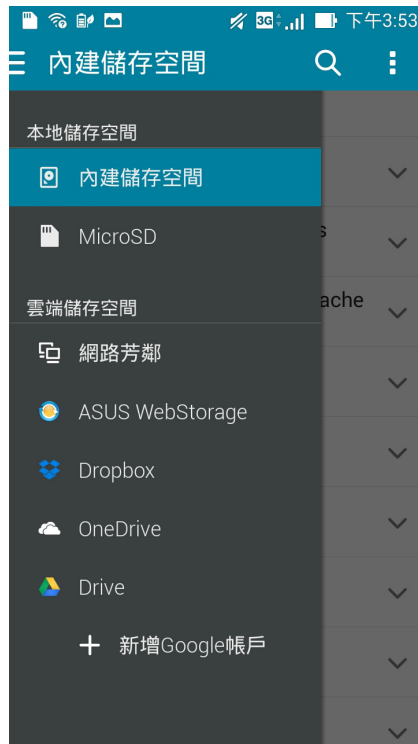 3G
下午3:53
內建儲存空間
本地儲存空間
內建儲存空間
MicroSD
s
雲端儲存空間
ache
網路芳鄰
ASUS WebStorage
Dropbox
OneDrive
Drive
新增Google帳戶